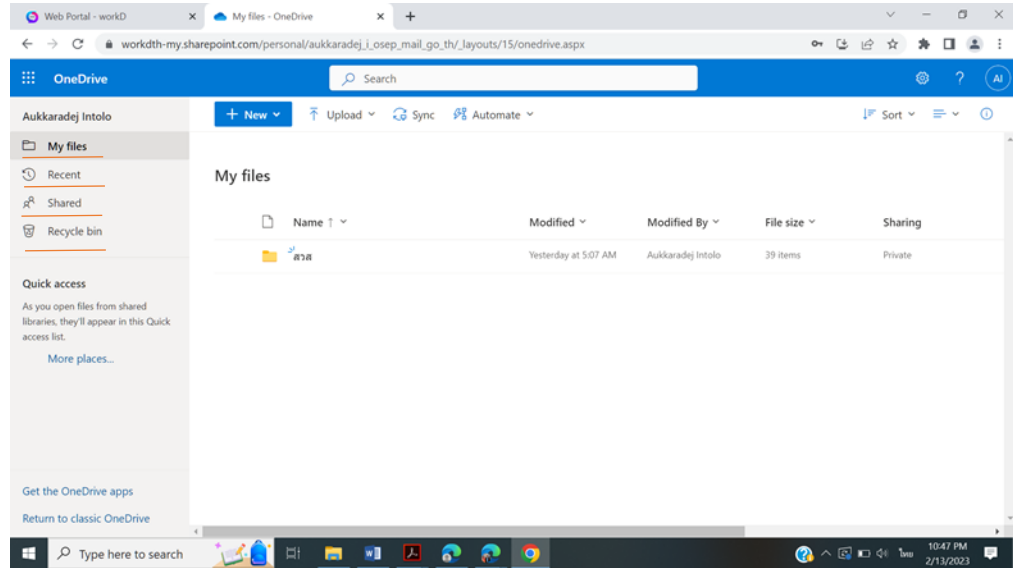 Web Portal - workD
My files - OneDrive
workdth-my.sharepoint.com/personal/aukkaradej_i_osep_mail_go_th/_layouts/15/onedrive.aspx
OneDrive
Search
AI
Aukkaradej Intolo
New
Upload
Sync
Automate
Sort
My files
Recent
Shared
Recycle bin
My files
Name ↑
Modified
Modified By
File size
Sharing
สวส
Yesterday at 5:07 AM
Aukkaradej Intolo
39 items
Private
Quick access
As you open files from shared
libraries, they'll appear in this Quick
access list.
More places...
Get the OneDrive apps
Return to classic OneDrive
Type here to search
ไทย
10:47 PM
2/13/2023